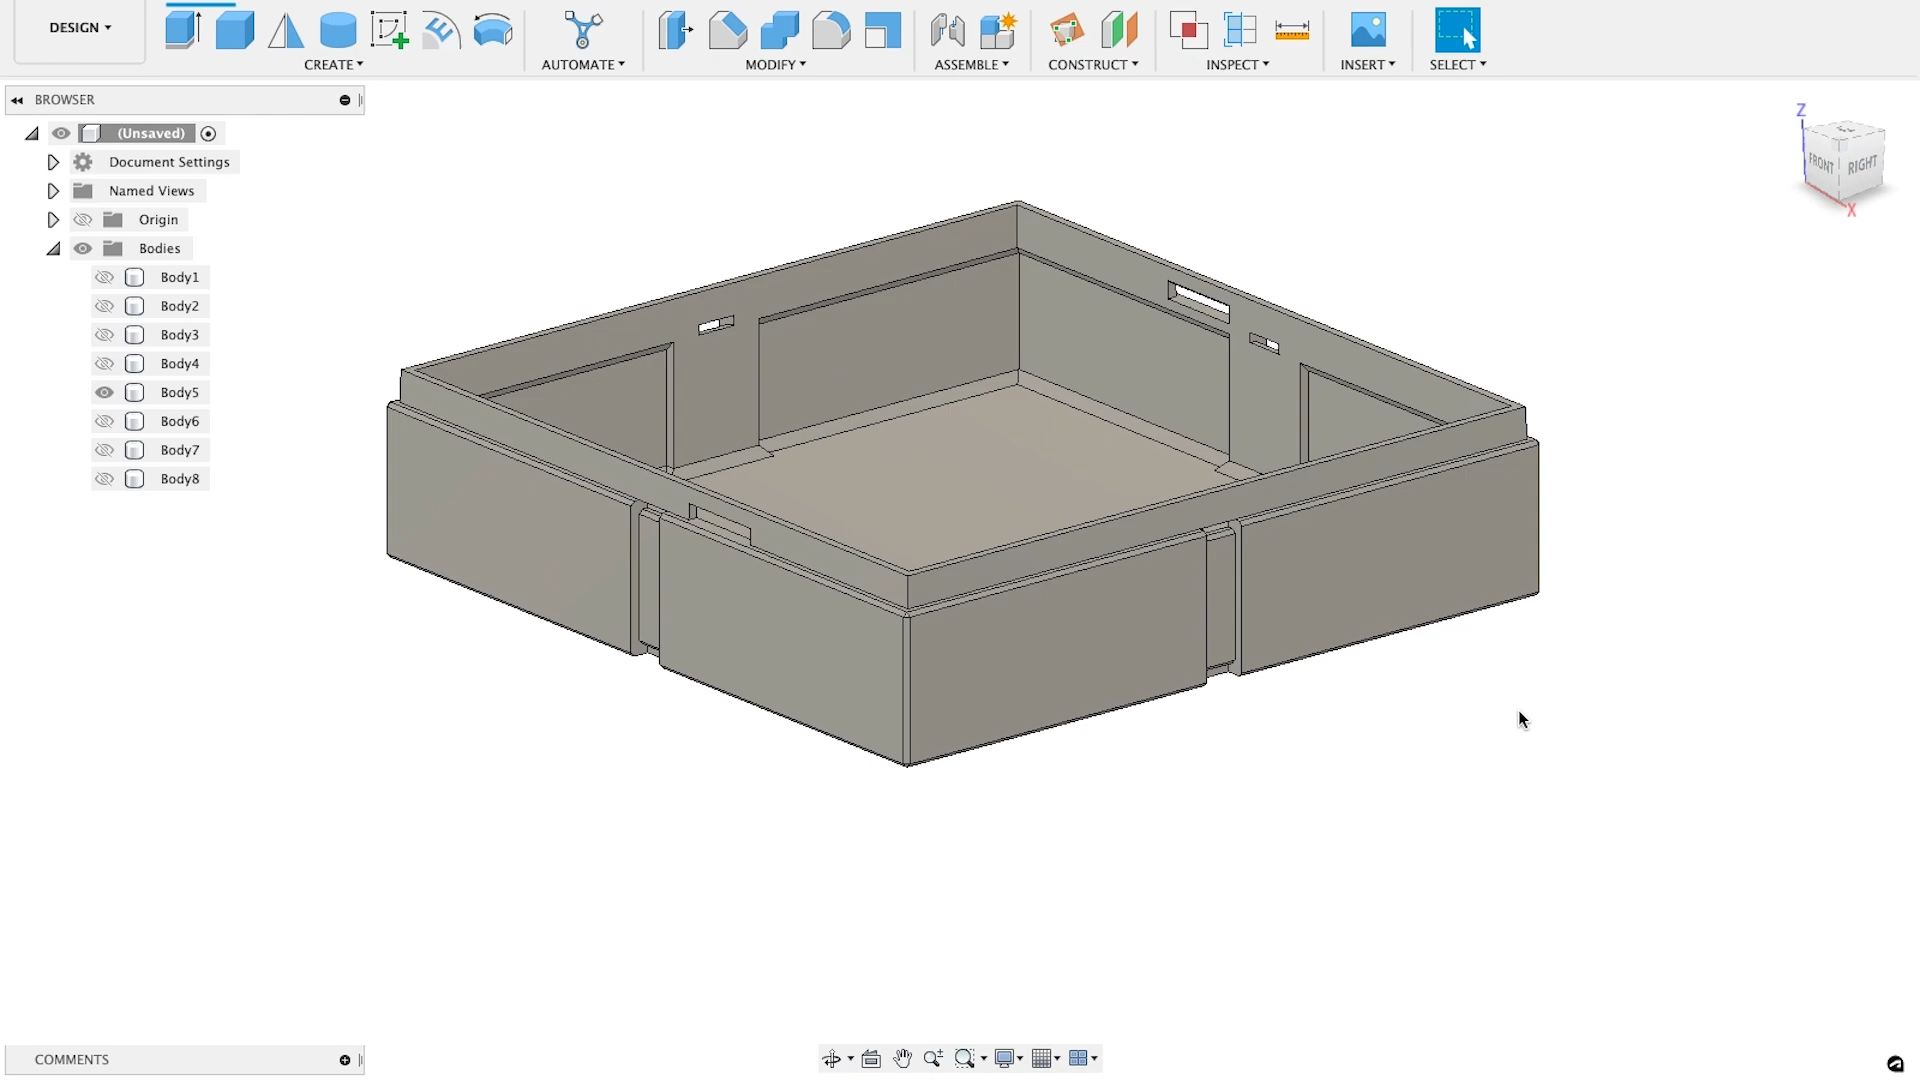 DESIGN
CREATE
AUTOMATE
MODIFY
ASSEMBLE
CONSTRUCT
INSPECT
INSERT
SELECT
BROWSER
(Unsaved)
Document Settings
Named Views
Origin
Bodies
Body1
Body2
Body3
Body4
Body5
Body6
Body7
Body8
Z
FRONT
RIGHT
X
COMMENTS